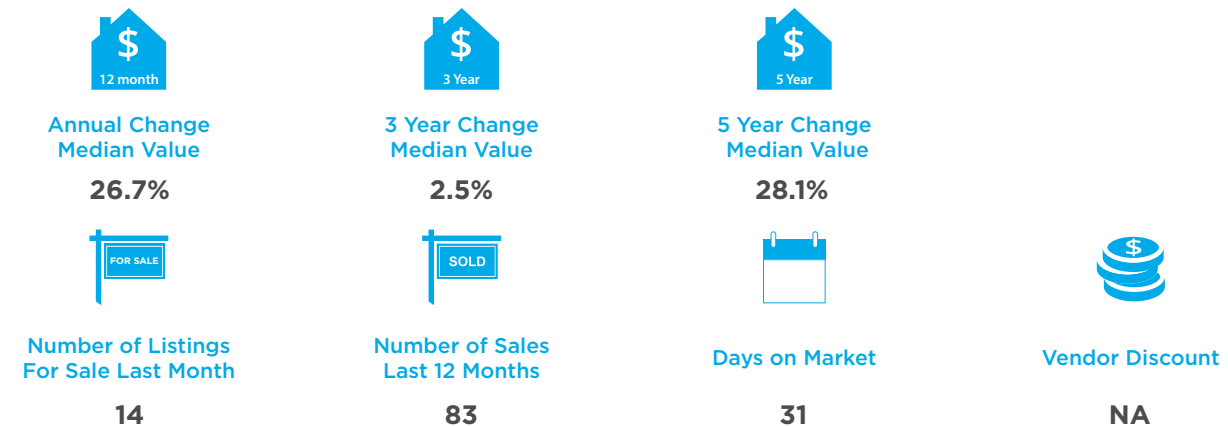 $
12 month
$
3 Year
$
5 Year
Annual Change
Median Value
3 Year Change
Median Value
5 Year Change
Median Value
26.7%
2.5%
28.1%
FOR SALE
SOLD
$
Number of Listings
For Sale Last Month
Number of Sales
Last 12 Months
Days on Market
Vendor Discount
14
83
31
NA